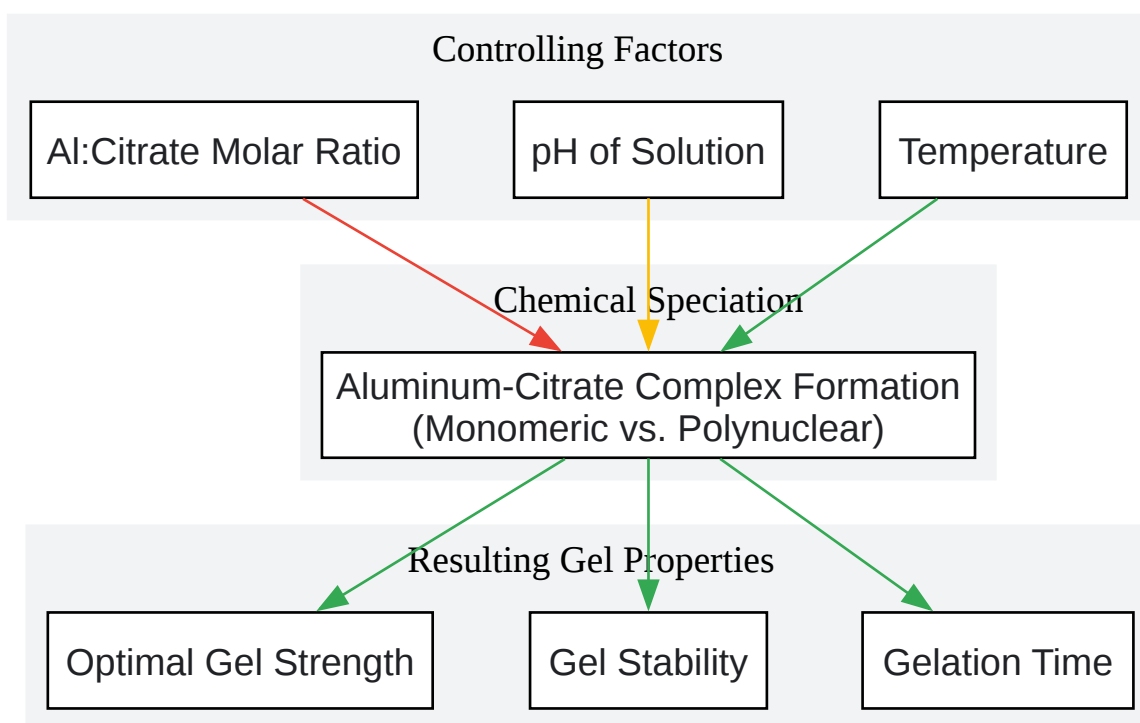 Controlling Factors
Al:Citrate Molar Ratio
pH of Solution
Temperature
Chemical Speciation
Aluminum-Citrate Complex Formation
(Monomeric vs. Polynuclear)
Resulting Gel Properties
Optimal Gel Strength
Gel Stability
Gelation Time